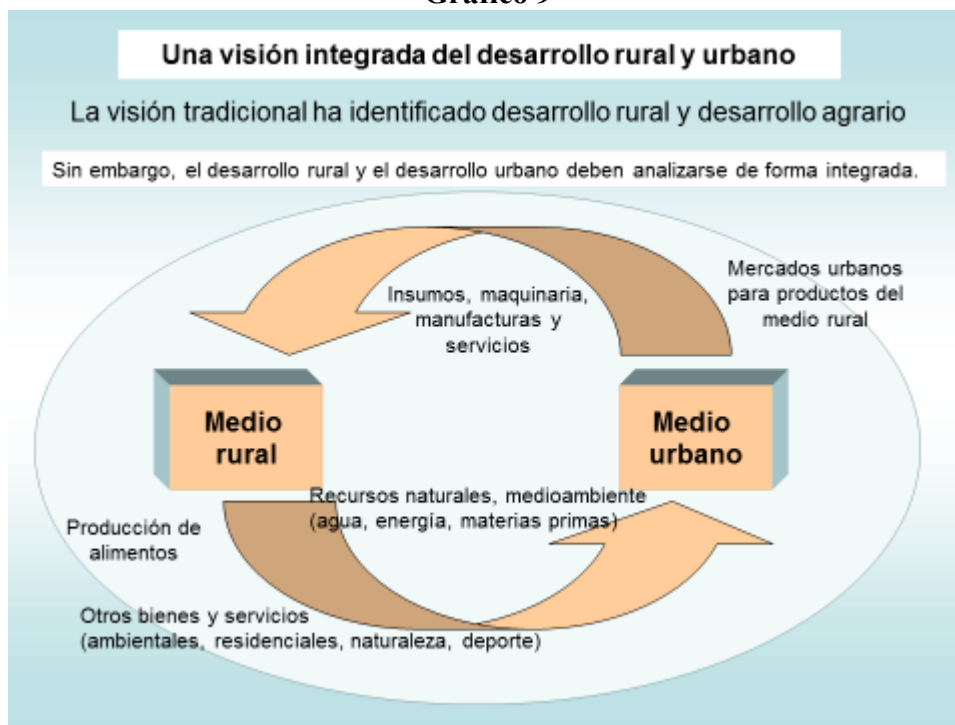 Gráfico 9
Una visión integrada del desarrollo rural y urbano
La visión tradicional ha identificado desarrollo rural y desarrollo agrario
Sin embargo, el desarrollo rural y el desarrollo urbano deben analizarse de forma integrada.
Mercados urbanos
para productos del
medio rural
Insumos, maquinaria,
manufacturas y
servicios
Medio
rural
Medio
urbano
Recursos naturales, medioambiente
(agua, energía, materias primas)
Producción de
alimentos
Otros bienes y servicios
(ambientales, residenciales, naturaleza, deporte)